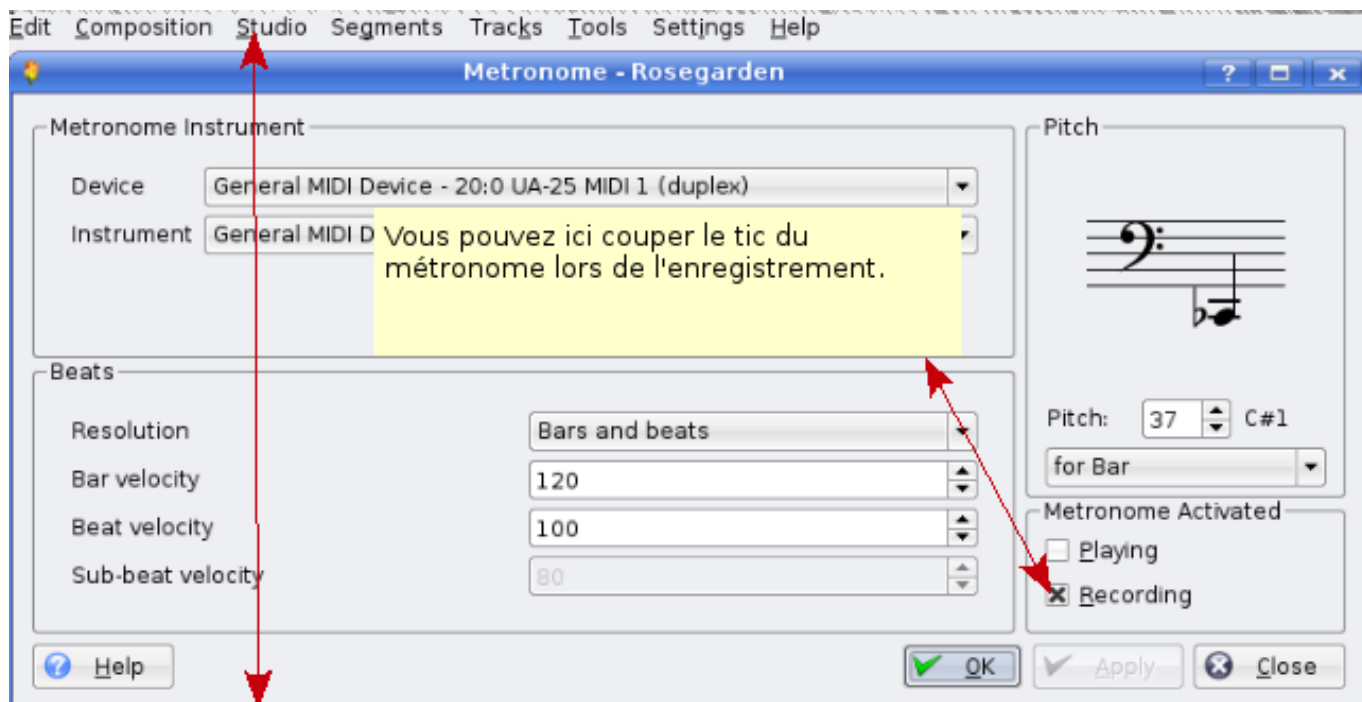 Edit Composition Studio Segments Tracks Tools Settings Help
Metronome - Rosegarden
Metronome Instrument
Device General MIDI Device - 20:0 UA-25 MIDI 1 (duplex)
Instrument General MIDI D
Vous pouvez ici couper le tic du
métronome lors de l'enregistrement.
Beats
Resolution Bars and beats
Bar velocity 120
Beat velocity 100
Sub-beat velocity 80
Pitch
Pitch: 37 C#1
for Bar
Metronome Activated
Playing
Recording
Help OK Apply Close